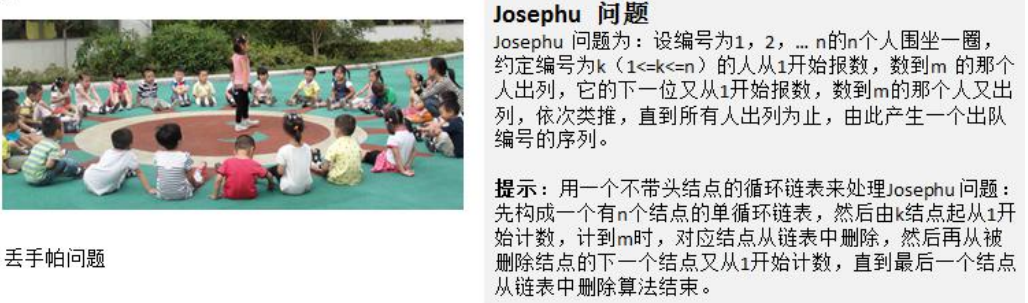 Josephu 问题
Josephu 问题为：设编号为1，2，… n的n个人围坐一圈，
约定编号为k（1<=k<=n）的人从1开始报数，数到m 的那个
人出列，它的下一位又从1开始报数，数到m的那个人又出
列，依次类推，直到所有人出列为止，由此产生一个出队
编号的序列。
提示：用一个不带头结点的循环链表来处理Josephu 问题：
先构成一个有n个结点的单循环链表，然后由k结点起从1开
始计数，计到m时，对应结点从链表中删除，然后再从被
删除结点的下一个结点又从1开始计数，直到最后一个结点
从链表中删除算法结束。
丢手帕问题